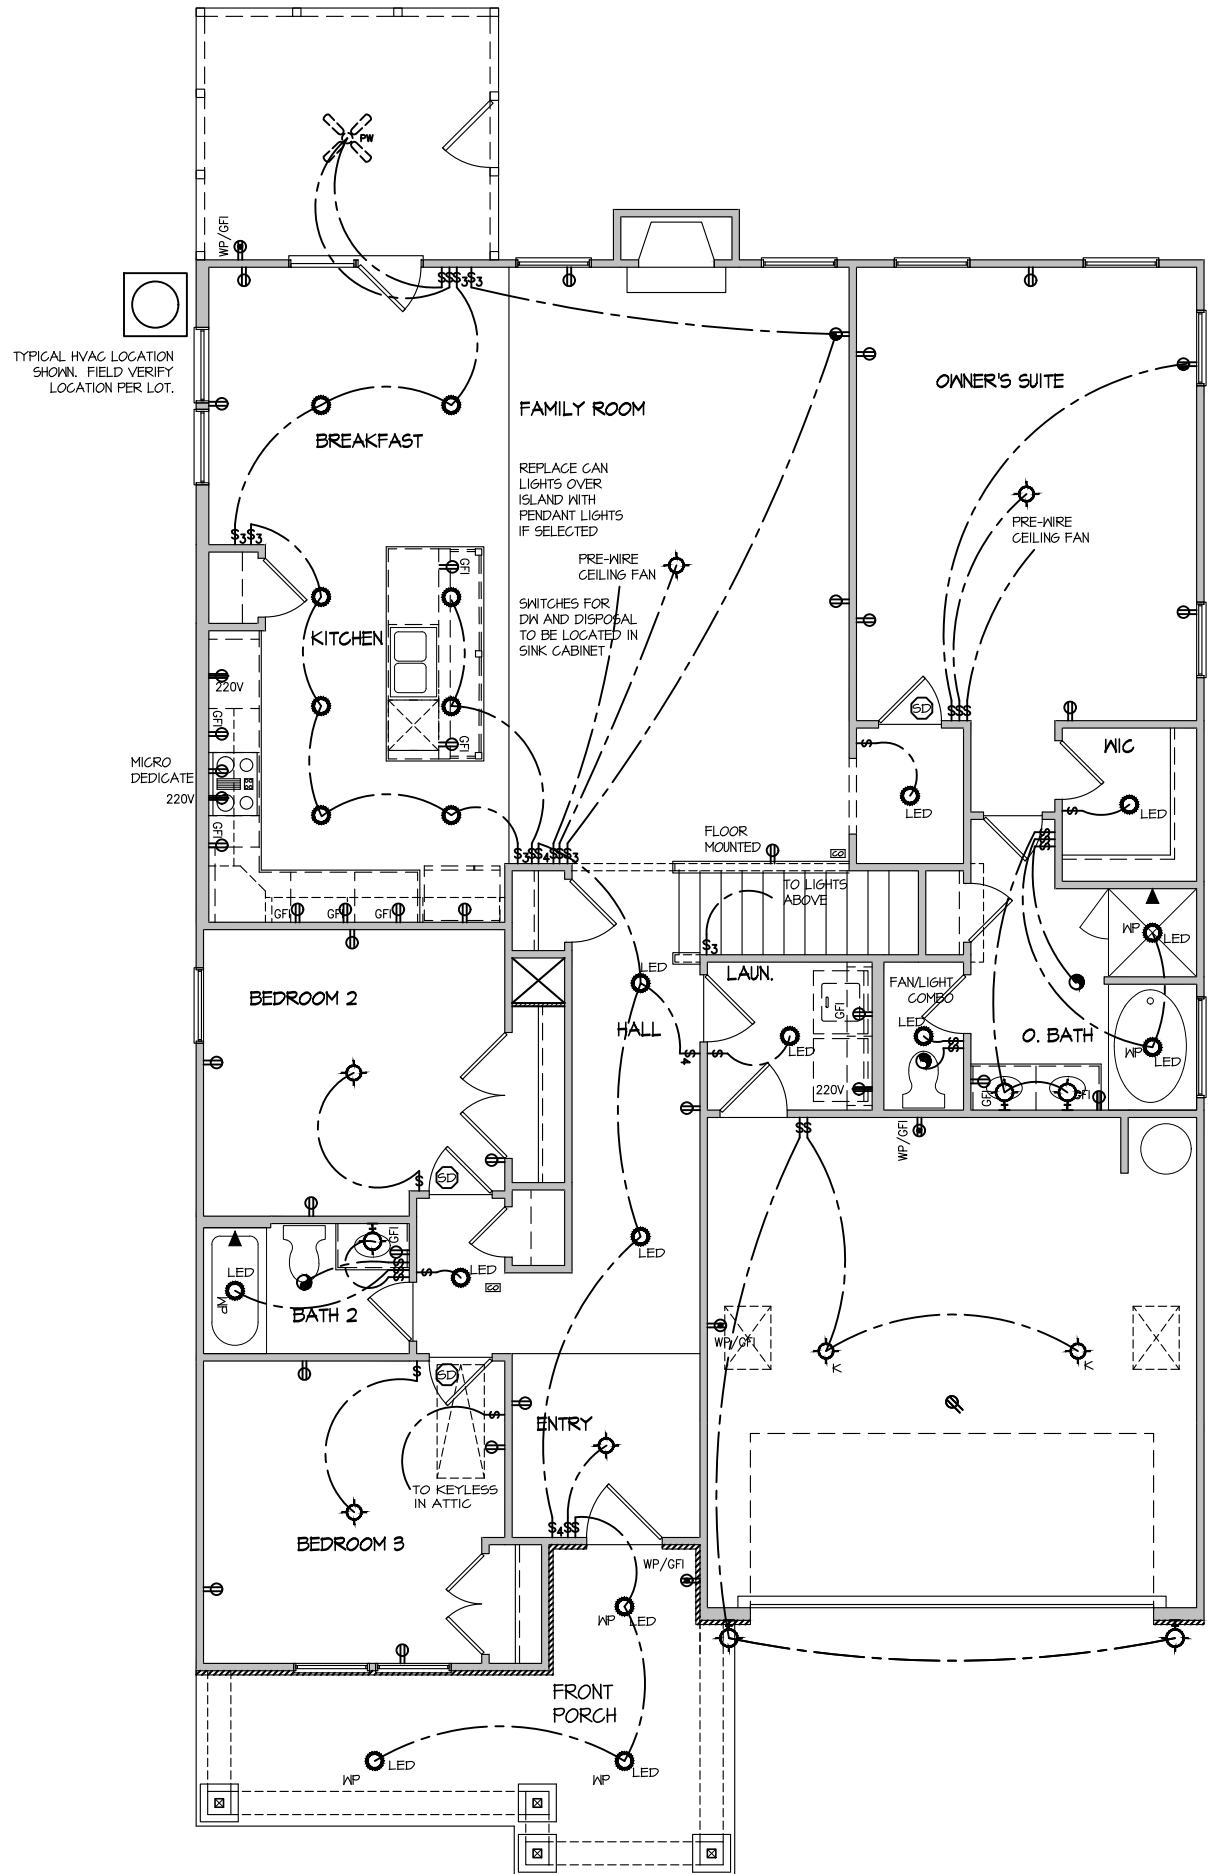 PW
WP/GFI
$$$3$3
TYPICAL HVAC LOCATION
SHOWN. FIELD VERIFY
LOCATION PER LOT.
OWNER'S SUITE
FAMILY ROOM
BREAKFAST
REPLACE CAN
LIGHTS OVER
ISLAND WITH
PENDANT LIGHTS
IF SELECTED
PRE-WIRE
CEILING FAN
$3$3
PRE-WIRE
CEILING FAN
GFI
SWITCHES FOR
DW AND DISPOSAL
TO BE LOCATED IN
SINK CABINET
KITCHEN
220V
GFI
GFI
SD
$$$
$
WIC
MICRO
DEDICATE
220V
LED
$
LED
GFI
FLOOR
MOUNTED
$3$$4$$$3
TO LIGHTS
ABOVE
GFI
GFI
GFI
WP
LED
$3
LED
LAUN.
FAN/LIGHT
COMBO
BEDROOM 2
GFI
HALL
LED
LED
O. BATH
WP
LED
$4
$
$$
220V
GFI
GFI
$$
WP/GFI
SD
$
GFI
LED
LED
$
LED
WP
BATH 2
WP/GFI
K
K
SD
$
$
ENTRY
TO KEYLESS
IN ATTIC
$4$$
BEDROOM 3
WP/GFI
WP
LED
FRONT
PORCH
LED
WP
LED
WP